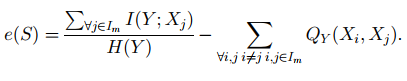 e(S) = \frac{\sum_{\forall j \in I_m} I(Y; X_j)}{H(Y)} - \sum_{\forall i,j \; i \neq j \; i,j \in I_m} Q_Y(X_i, X_j).